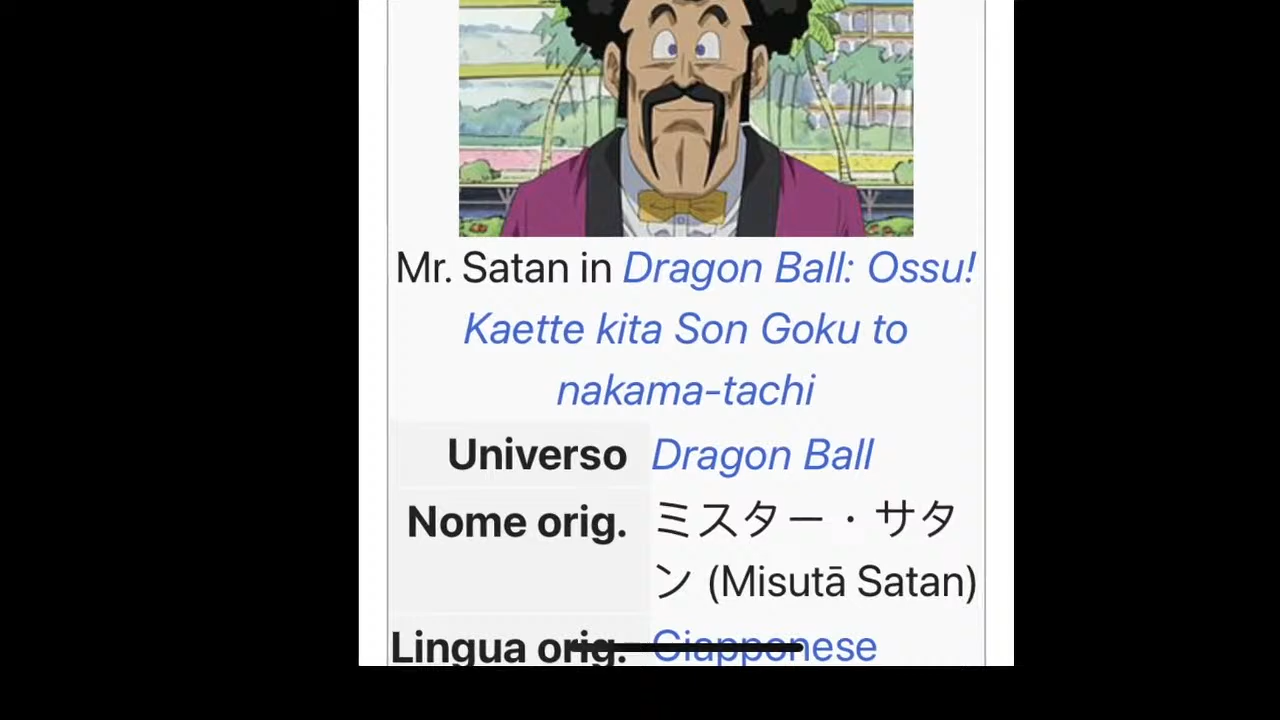 Mr. Satan in Dragon Ball: Ossu!
Kaette kita Son Goku to
nakama-tachi
Universo Dragon Ball
Nome orig. ミスター・サタ
ン (Misutā Satan)
Lingua orig. Giapponese